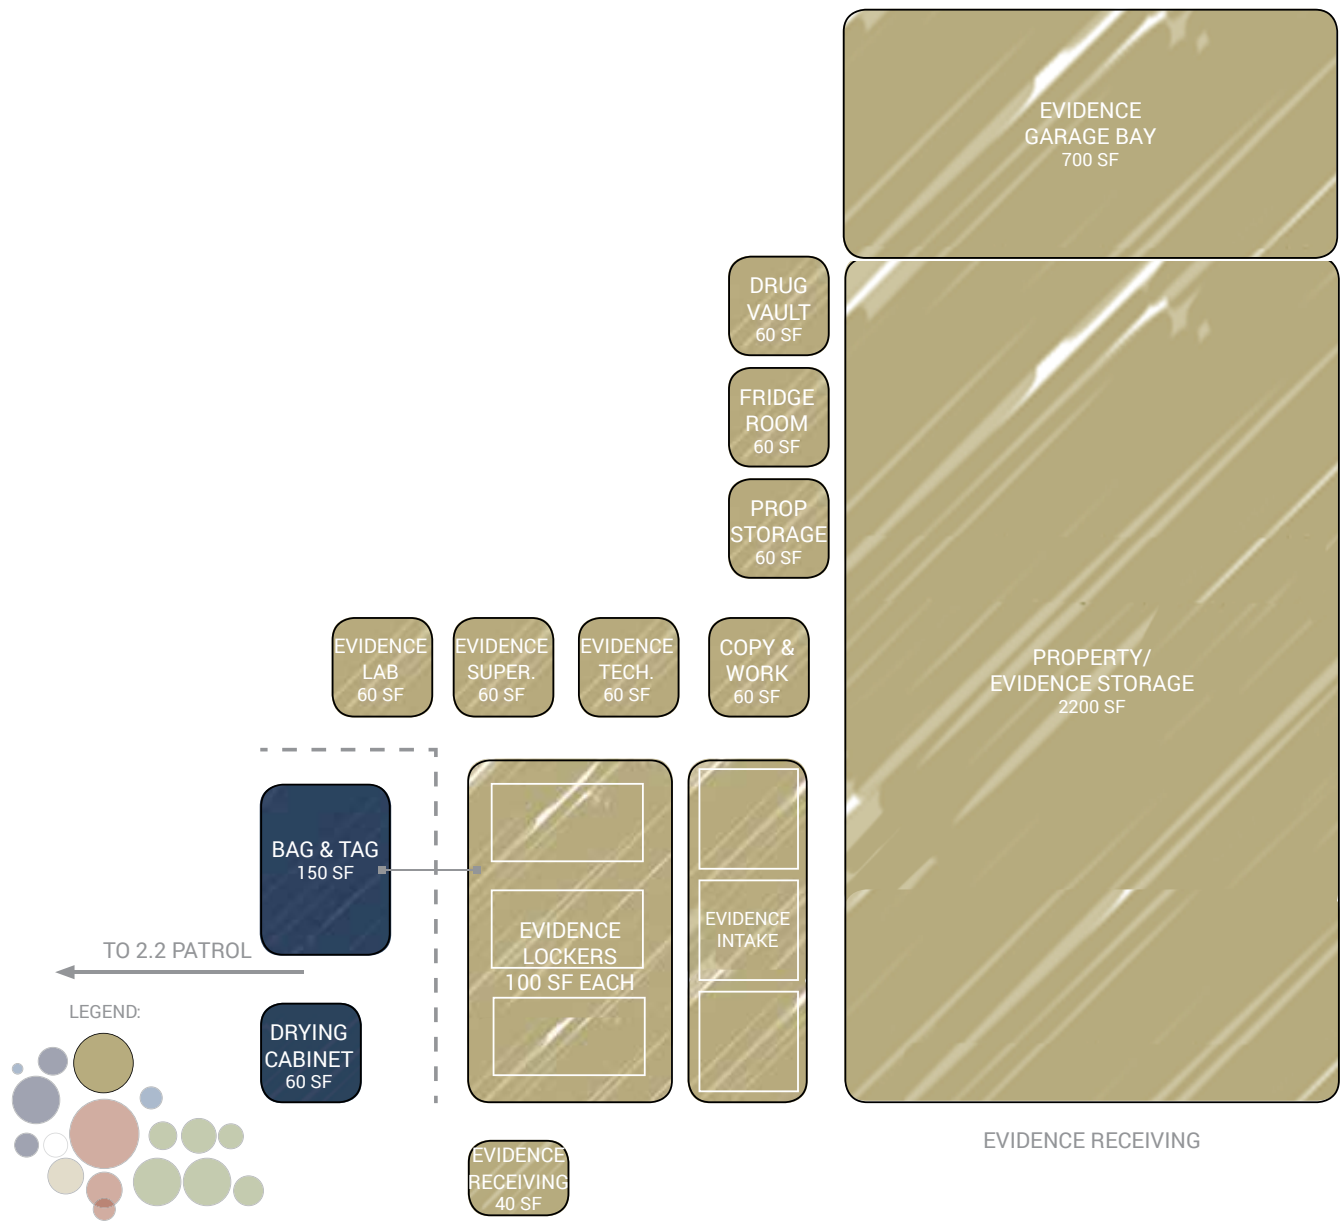 EVIDENCE
GARAGE BAY
700 SF
DRUG
VAULT
60 SF
FRIDGE
ROOM
60 SF
PROP
STORAGE
60 SF
EVIDENCE
LAB
60 SF
EVIDENCE
SUPER.
60 SF
EVIDENCE
TECH.
60 SF
COPY &
WORK
60 SF
PROPERTY/
EVIDENCE STORAGE
2200 SF
BAG & TAG
150 SF
EVIDENCE
LOCKERS
100 SF EACH
EVIDENCE
INTAKE
TO 2.2 PATROL
LEGEND:
DRYING
CABINET
60 SF
EVIDENCE
RECEIVING
40 SF
EVIDENCE RECEIVING